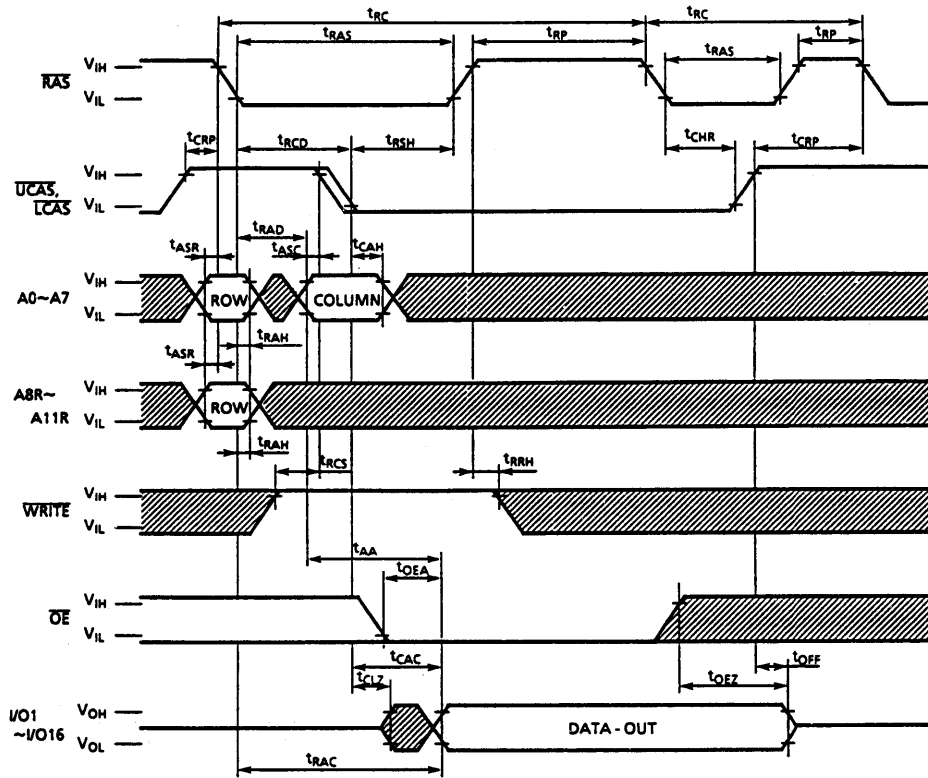 tRC tRC
tRAS tRP tRAS tRP
RAS VIH
VIL
tCRP tRCD tRSH tCHR tCRP
UCAS, VIH
LCAS VIL
tRAD
tASR tASC tCAH
A0~A7 VIH
ROW COLUMN
VIL
tRAH
tASR
A8R~ VIH
ROW
A11R VIL
tRAH
tRCS tRRH
WRITE VIH
VIL
tAA
tOEA
OE VIH
VIL
tCAC tOFF
tCLZ tOEZ
I/O1 VOH
~I/O16 DATA - OUT
VOL
tRAC